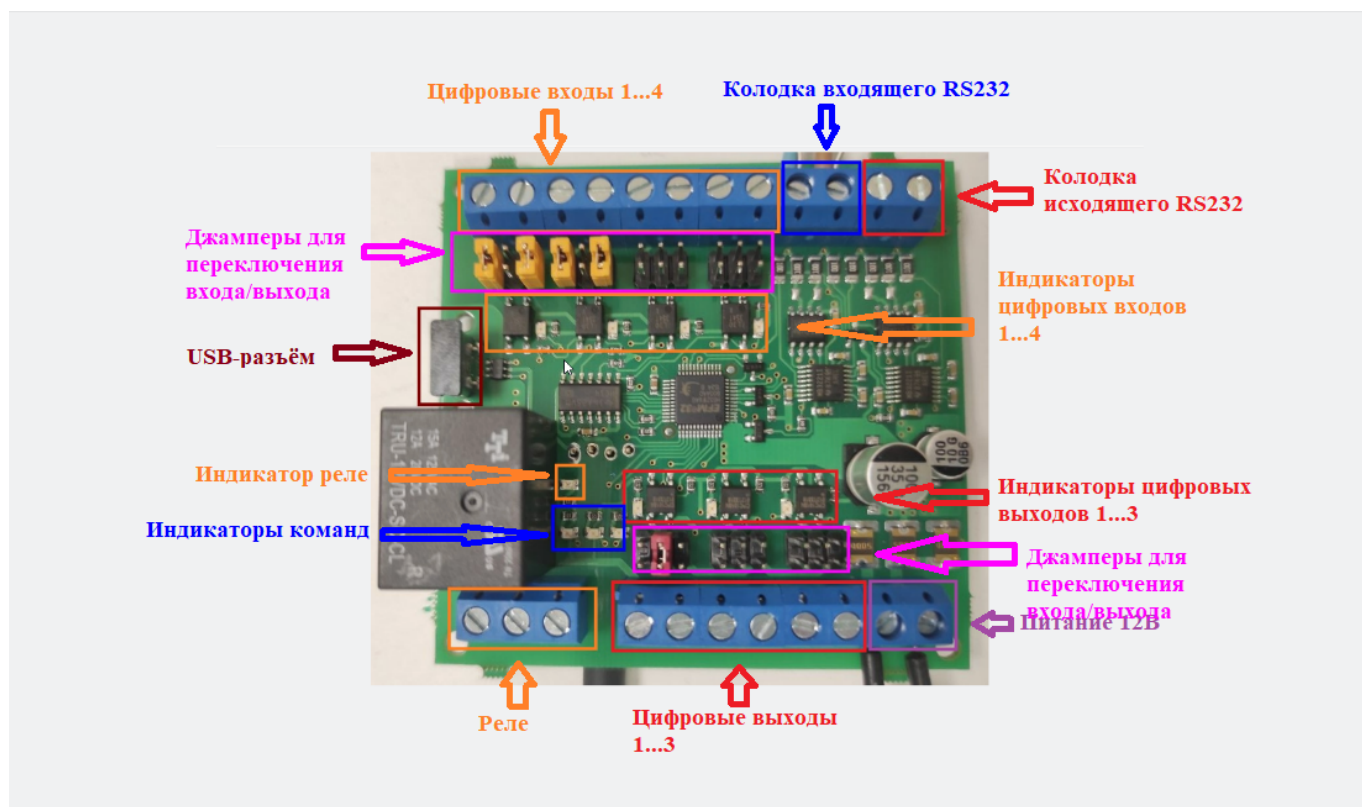 Цифровые входы 1...4
Колодка входящего RS232
Колодка
исходящего RS232
Джамперы для
переключения
входа/выхода
Индикаторы
цифровых входов
1...4
USB-разъём
Индикатор реле
Индикаторы цифровых
выходов 1...3
Индикаторы команд
Джамперы для
переключения
входа/выхода
Питание 12В
Реле
Цифровые выходы
1...3